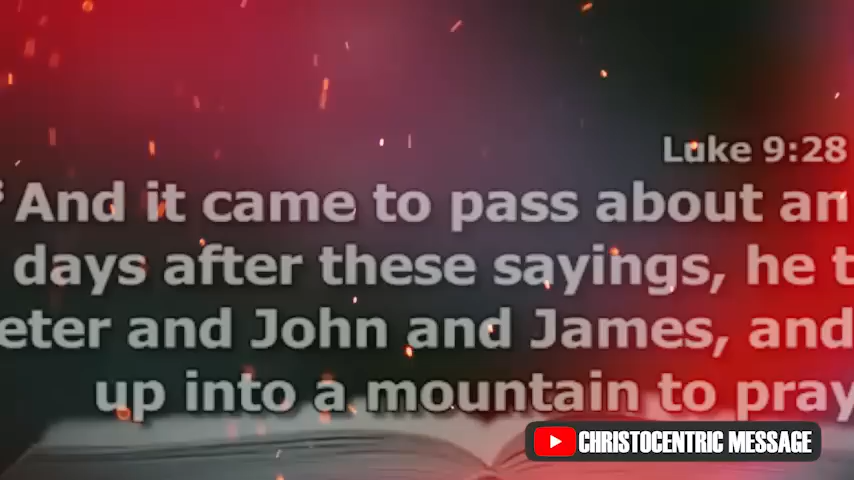 Luke 9:28
And it came to pass about an
days after these sayings, he
and John and James, and
up into a mountain to pray
CHRISTOCENTRIC MESSAGE